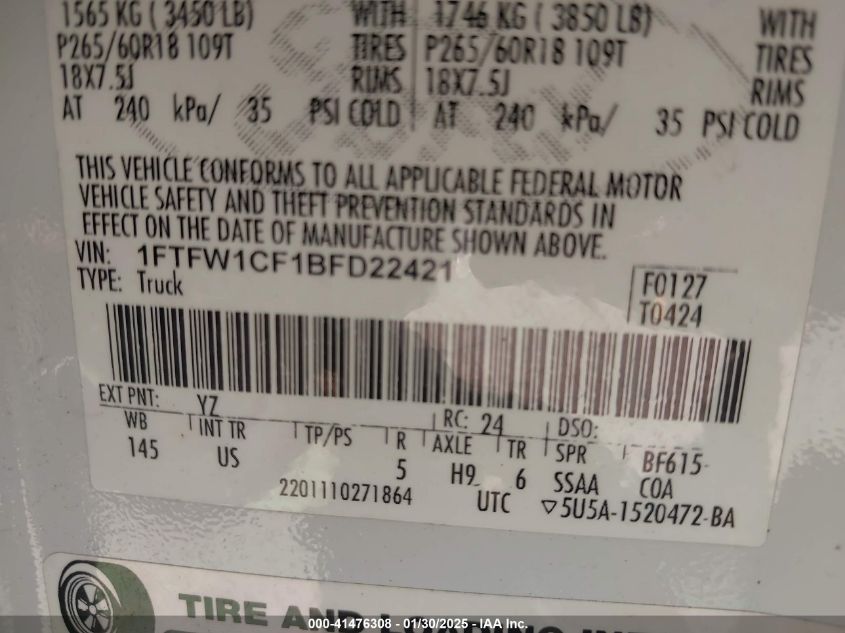 1565 KG ( 3450 LB) WITH 1746 KG ( 3850 LB) WITH
P265/60R18 109T TIRES P265/60R18 109T TIRES
18X7.5J RIMS 18X7.5J RIMS
AT 240 kPa/ 35 PSI COLD AT 240 kPa/ 35 PSI COLD
THIS VEHICLE CONFORMS TO ALL APPLICABLE FEDERAL MOTOR
VEHICLE SAFETY AND THEFT PREVENTION STANDARDS IN
EFFECT ON THE DATE OF MANUFACTURE SHOWN ABOVE.
VIN: 1FTFW1CF1BFD22421
TYPE: Truck
F0127
T0424
EXT PNT: YZ RC: 24 DSO:
WB INT TR TP/PS R AXLE TR SPR BF615
145 US 5 H9 6 SSAA COA
2201110271864 UTC ▽5U5A-1520472-BA
TIRE AND
000-41476308 - 01/30/2025 - IAA Inc.